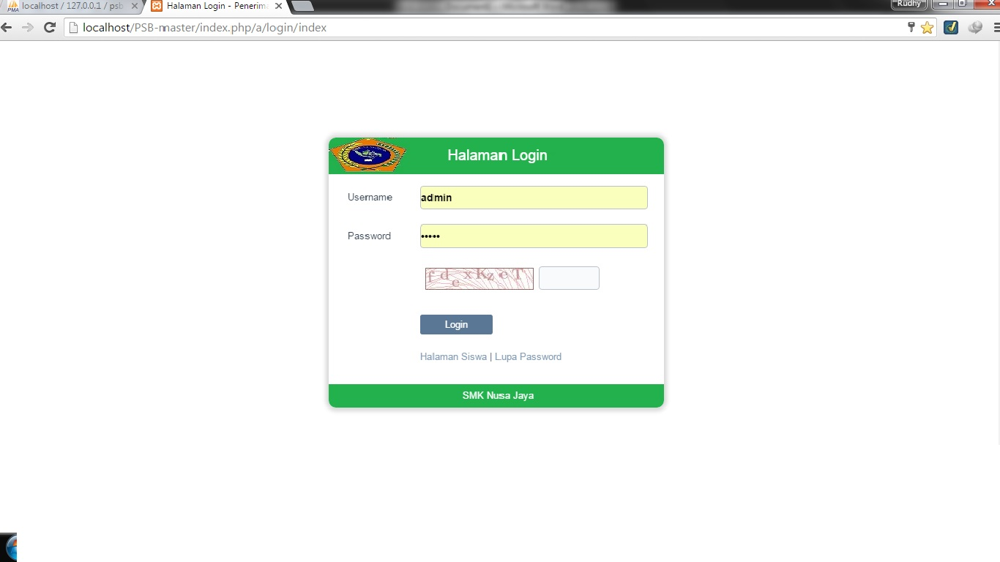 localhost / 127.0.0.1 / psb
Halaman Login - Penerima
Rudhy
localhost/PSB-master/index.php/a/login/index
Halaman Login
Username
admin
Password
•••••
fdexKzeT
Login
Halaman Siswa | Lupa Password
SMK Nusa Jaya